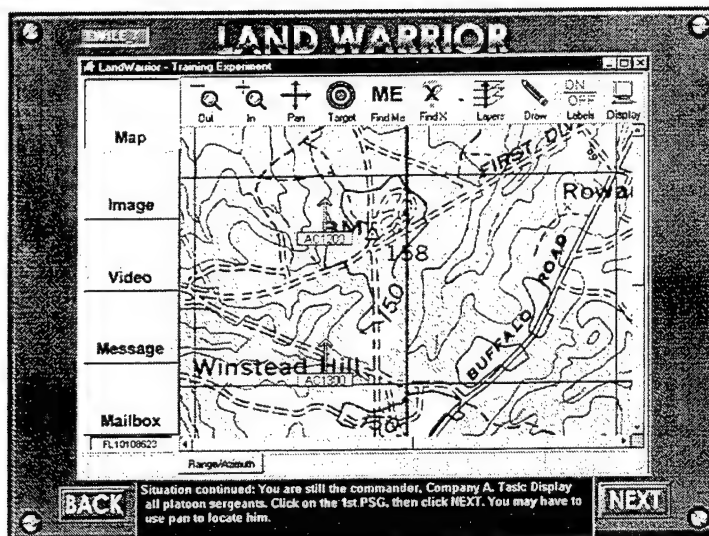 LAND WARRIOR
LandWarrior - Training Experiment
Out In Pan Target ME Find Me Find X Layers Draw ON OFF Labels Display
Map
Image
Video
Message
Mailbox
FL10108623
FIRST
BM
AC1200
158
150
BUFFALO ROAD
Winstead Hill
AC1300
Range/Azimuth
BACK
Situation continued: You are still the commander, Company A. Task: Display
all platoon sergeants. Click on the 1st PSG, then click NEXT. You may have to
use pan to locate him.
NEXT